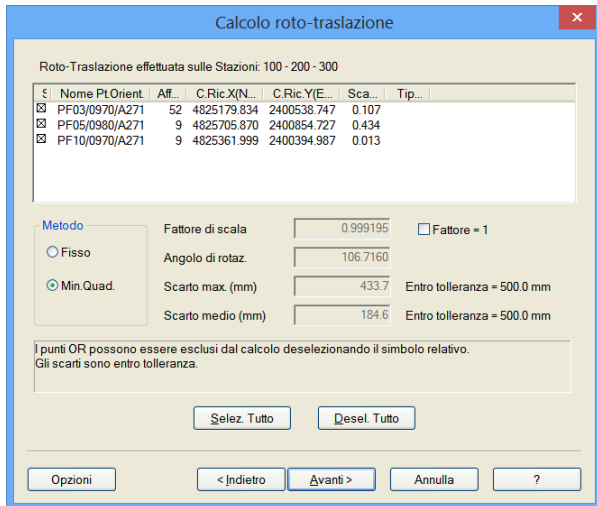 Calcolo roto-traslazione
Roto-Traslazione effettuata sulle Stazioni: 100 - 200 - 300
S Nome Pt.Orient. Aff... C.Ric.X(N... C.Ric.Y(E... Sca... Tip...
PF03/0970/A271 52 4825179.834 2400538.747 0.107
PF05/0980/A271 9 4825705.870 2400854.727 0.434
PF10/0970/A271 9 4825361.999 2400394.987 0.013
Metodo
Fisso
Min.Quad.
Fattore di scala 0.999195 Fattore = 1
Angolo di rotaz. 106.7160
Scarto max. (mm) 433.7 Entro tolleranza = 500.0 mm
Scarto medio (mm) 184.6 Entro tolleranza = 500.0 mm
I punti OR possono essere esclusi dal calcolo deselezionando il simbolo relativo.
Gli scarti sono entro tolleranza.
Selez. Tutto Desel. Tutto
Opzioni < Indietro Avanti > Annulla ?